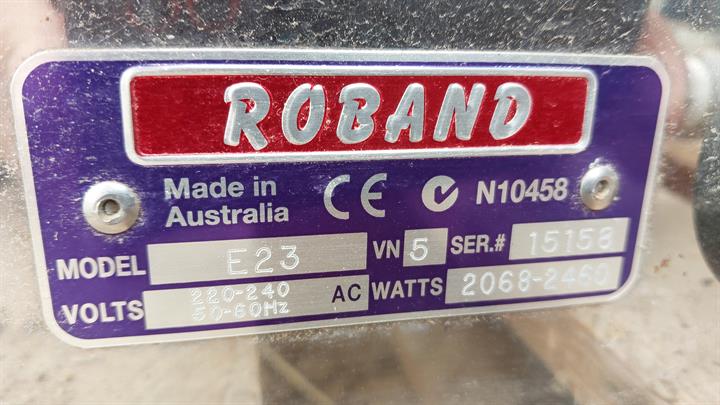 ROBAND
Made in
Australia
CE
N10458
MODEL E23 VN 5 SER.# 15158
VOLTS 220-240 50-60Hz AC WATTS 2068-2460